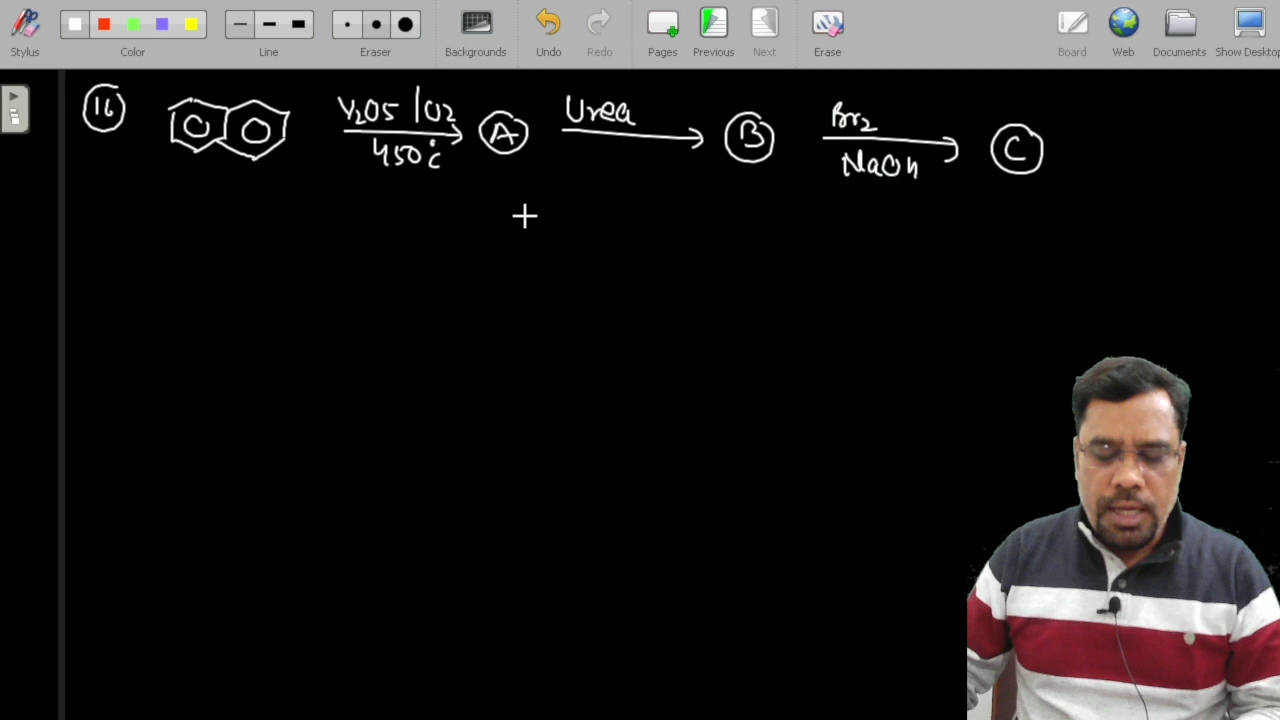 Stylus Color Line Eraser Backgrounds Undo Redo Pages Previous Next Erase Board Web Documents Show Desktop
16 V2O5 | O2 Urea Br2
A B C
450°C NaOH